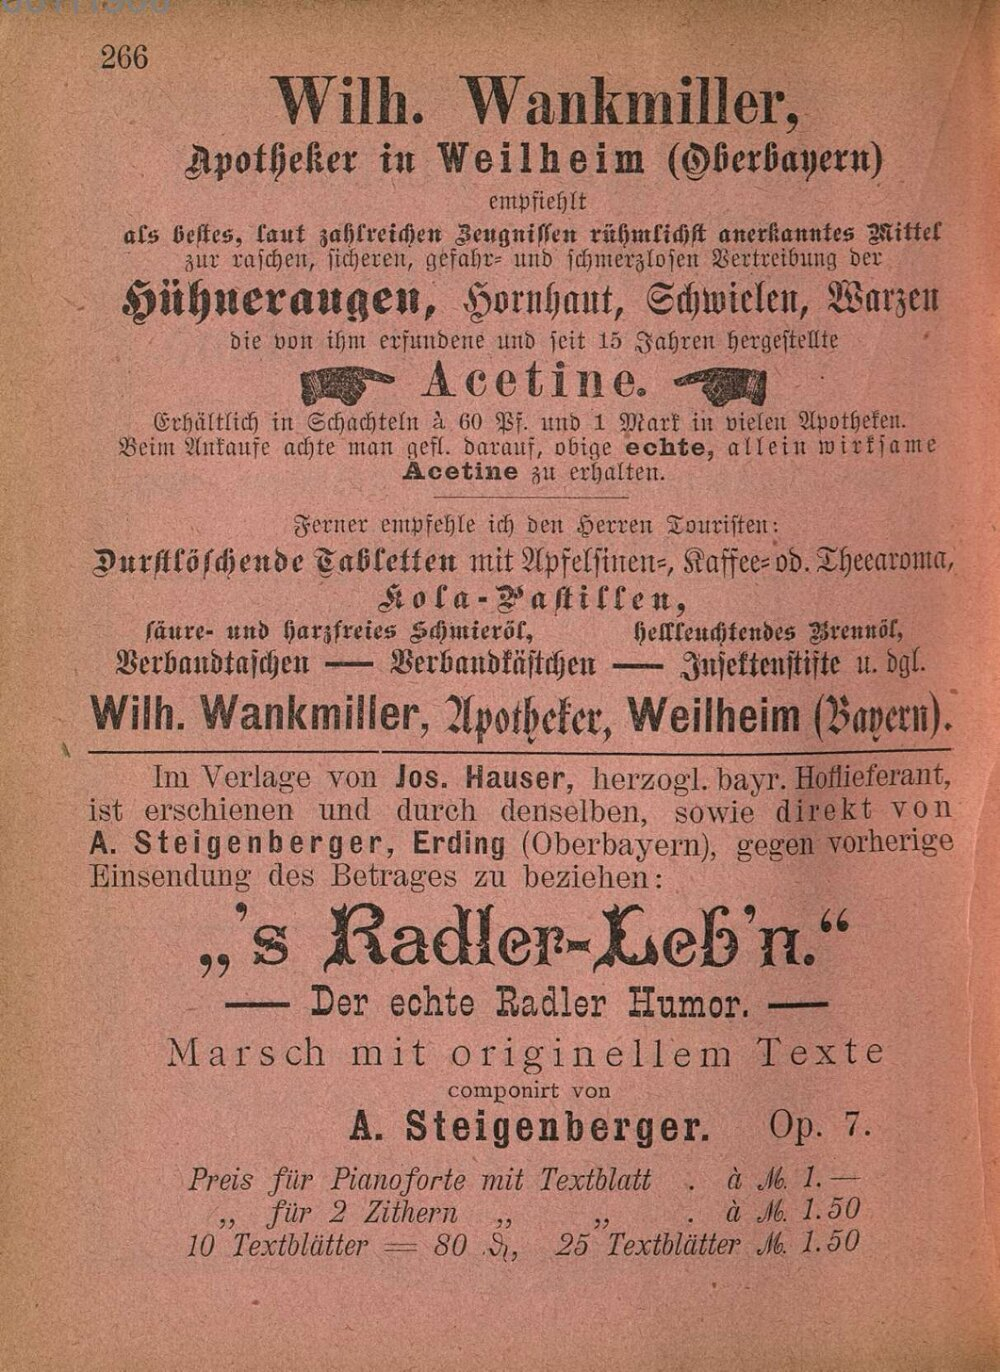 266
Wilh. Wankmiller,
Apotheker in Weilheim (Oberbayern)
empfiehlt
als bestes, laut zahlreichen Zeugnissen rühmlichst anerkanntes Mittel
zur raschen, sicheren, gefahr- und schmerzlosen Vertreibung der
Hühneraugen, Hornhaut, Schwielen, Warzen
die von ihm erfundene und seit 15 Jahren hergestellte
Acetine.
Erhältlich in Schachteln à 60 Pf. und 1 Mark in vielen Apotheken.
Beim Ankaufe achte man gefl. darauf, obige echte, allein wirksame
Acetine zu erhalten.
Ferner empfehle ich den Herren Touristen:
Durstlöschende Tabletten mit Apfelsinen-, Kaffee- od. Theearoma,
Kola-Pastillen,
säure- und harzfreies Schmieröl, hellleuchtendes Brennöl,
Verbandtaschen — Verbandkästchen — Insektenstifte u. dgl.
Wilh. Wankmiller, Apotheker, Weilheim (Bayern).
Im Verlage von Jos. Hauser, herzogl. bayr. Hoflieferant,
ist erschienen und durch denselben, sowie direkt von
A. Steigenberger, Erding (Oberbayern), gegen vorherige
Einsendung des Betrages zu beziehen:
„'s Radler-Leb'n.“
— Der echte Radler Humor. —
Marsch mit originellem Texte
componirt von
A. Steigenberger. Op. 7.
Preis für Pianoforte mit Textblatt . à M. 1.—
„ für 2 Zithern „ „ . à M. 1.50
10 Textblätter = 80 ₰, 25 Textblätter M. 1.50